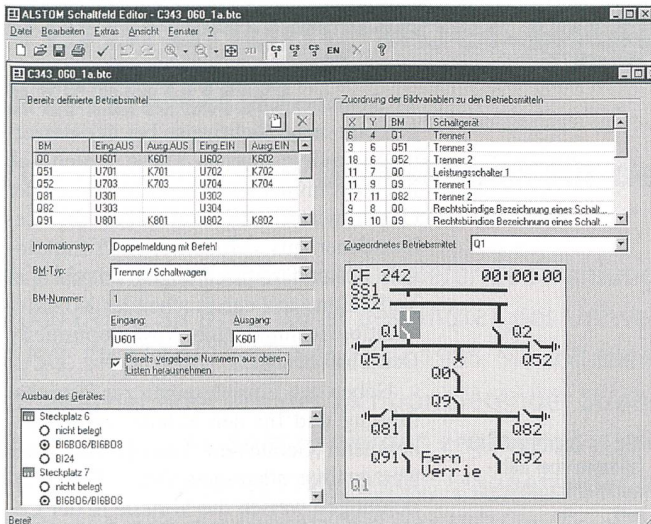 ALSTOM Schaltfeld Editor - C343_060_1a.btc
Datei Bearbeiten Extras Ansicht Fenster ?
CS 1 CS 2 CS 3 EN
C343_060_1a.btc
Bereits definierte Betriebsmittel
BM Eing.AUS Ausg.AUS Eing.EIN Ausg.EIN
Q0 U601 K601 U602 K602
Q51 U701 K701 U702 K702
Q52 U703 K703 U704 K704
Q81 U301 U302
Q82 U303 U304
Q91 U801 K801 U802 K802
Informationstyp: Doppelmeldung mit Befehl
BM-Typ: Trenner / Schaltwagen
BM-Nummer: 1
Eingang: Ausgang:
U601 K601
Bereits vergebene Nummern aus oberen
Listen herausnehmen
Ausbau des Gerätes:
Steckplatz 6
nicht belegt
BI6BO6/BI6BO8
BI24
Steckplatz 7
nicht belegt
BI6BO6/BI6BO8
Zuordnung der Bildvariablen zu den Betriebsmitteln
X Y BM Schaltgerät
6 4 Q1 Trenner 1
3 6 Q51 Trenner 3
18 6 Q52 Trenner 2
11 7 Q0 Leistungsschalter 1
11 9 Q9 Trenner 1
17 11 Q82 Trenner 2
9 8 Q0 Rechtsbündige Bezeichnung eines Schalt...
9 10 Q9 Rechtsbündige Bezeichnung eines Schalt...
Zugeordnetes Betriebsmittel: Q1
CF 242 00:00:00
SS1
SS2
Q1 Q2
Q51 Q52
Q0
Q9
Q81 Q82
Q91 Fern Q92
Verrie
Q1
Bereit